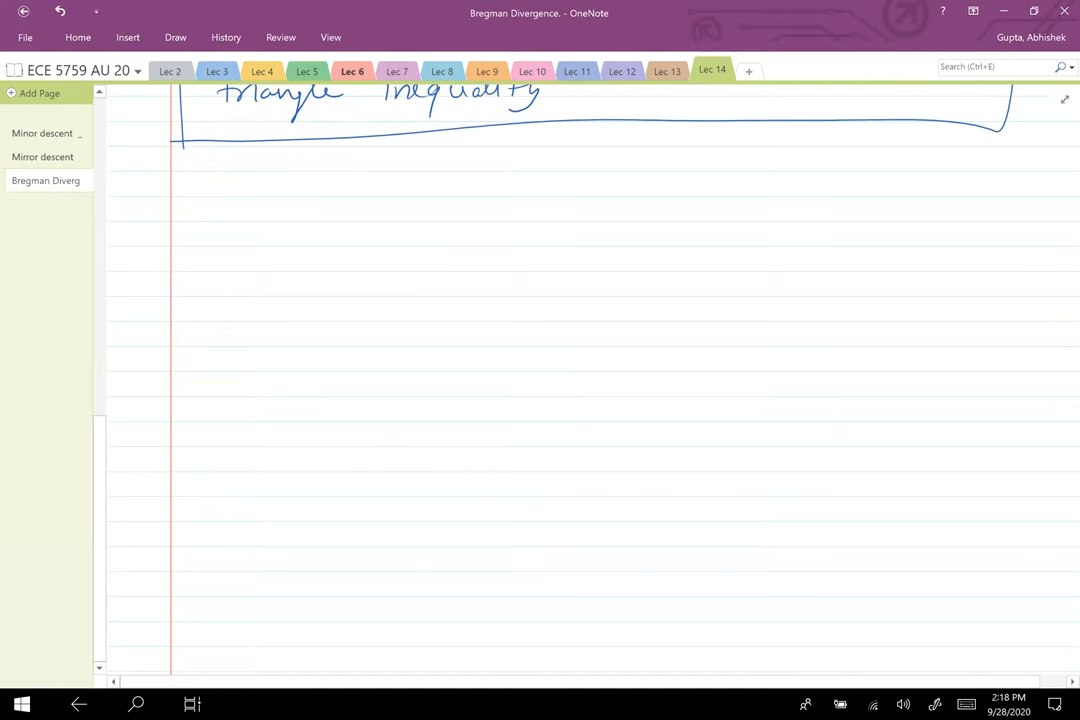 Bregman Divergence. - OneNote
File Home Insert Draw History Review View Gupta, Abhishek
ECE 5759 AU 20 Lec 2 Lec 3 Lec 4 Lec 5 Lec 6 Lec 7 Lec 8 Lec 9 Lec 10 Lec 11 Lec 12 Lec 13 Lec 14 Search (Ctrl+E)
Add Page
Minor descent
Mirror descent
Bregman Diverg
Triangle Inequality
2:18 PM
9/28/2020